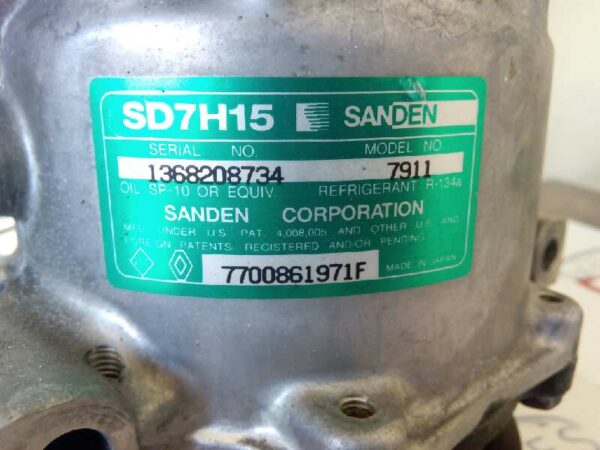 SD7H15 SANDEN
SERIAL NO. MODEL NO.
1368208734 7911
OIL SP-10 OR EQUIV. REFRIGERANT R-134a
SANDEN CORPORATION
MFD. UNDER U.S. PAT. 4,008,005 AND OTHER U.S. AND
FOREIGN PATENTS, REGISTERED AND/OR PENDING.
7700861971F MADE IN JAPAN